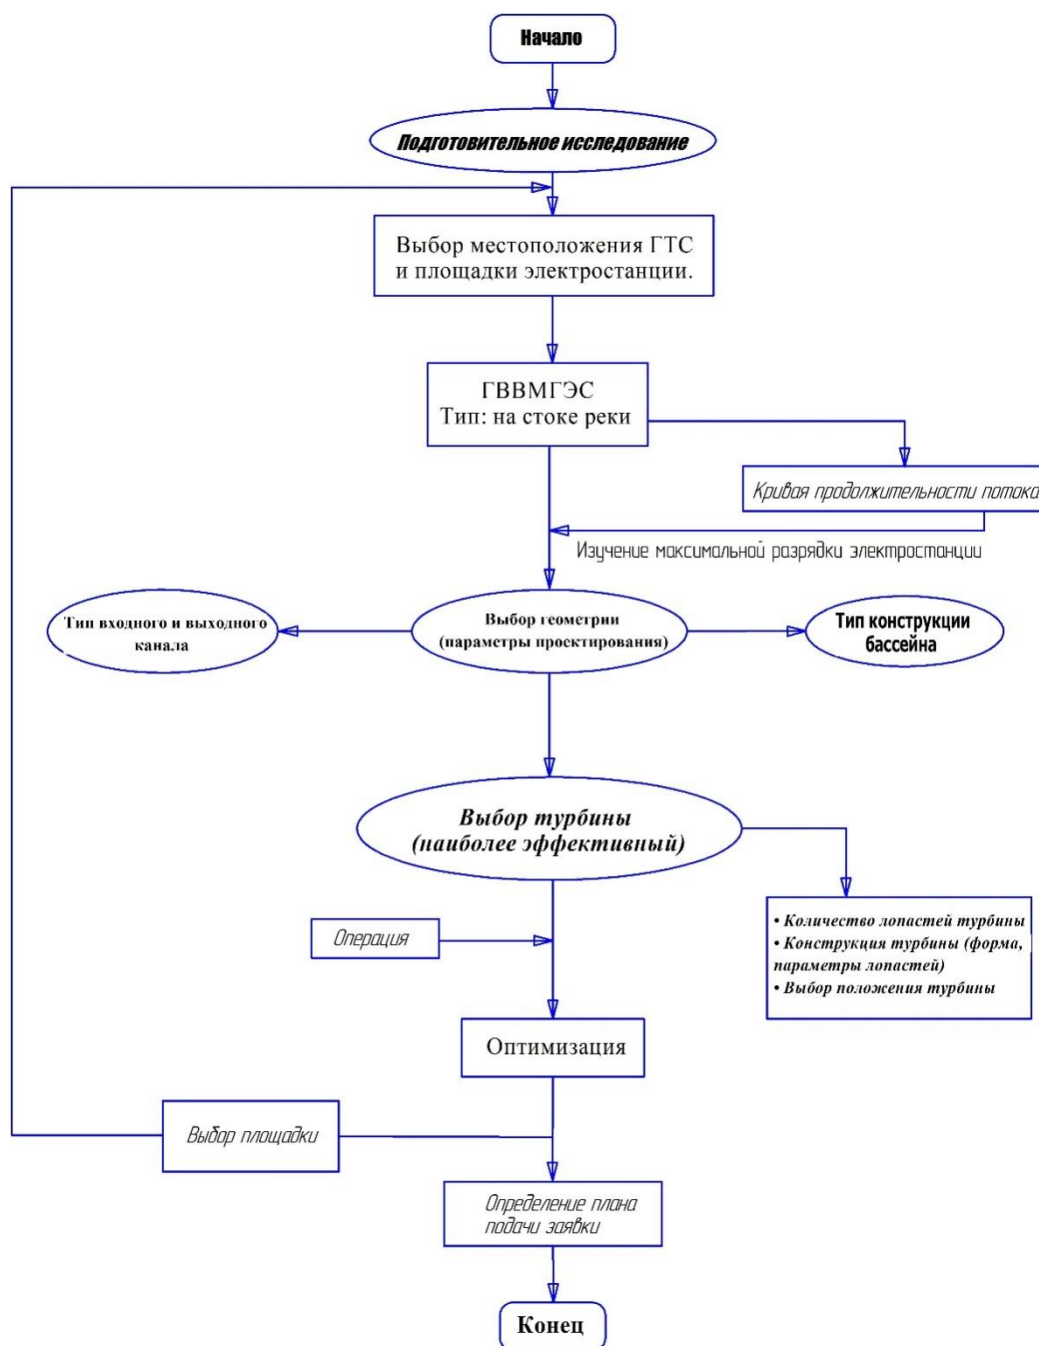 Начало
Подготовительное исследование
Выбор местоположения ГТС
и площадки электростанции.
ГВВМГЭС
Тип: на стоке реки
Кривая продолжительности потока
Изучение максимальной разрядки электростанции
Тип входного и выходного
канала
Выбор геометрии
(параметры проектирования)
Тип конструкции
бассейна
Выбор турбины
(наиболее эффективный)
• Количество лопастей турбины
• Конструкция турбины (форма,
параметры лопастей)
• Выбор положения турбины
Операция
Оптимизация
Выбор площадки
Определение плана
подачи заявки
Конец